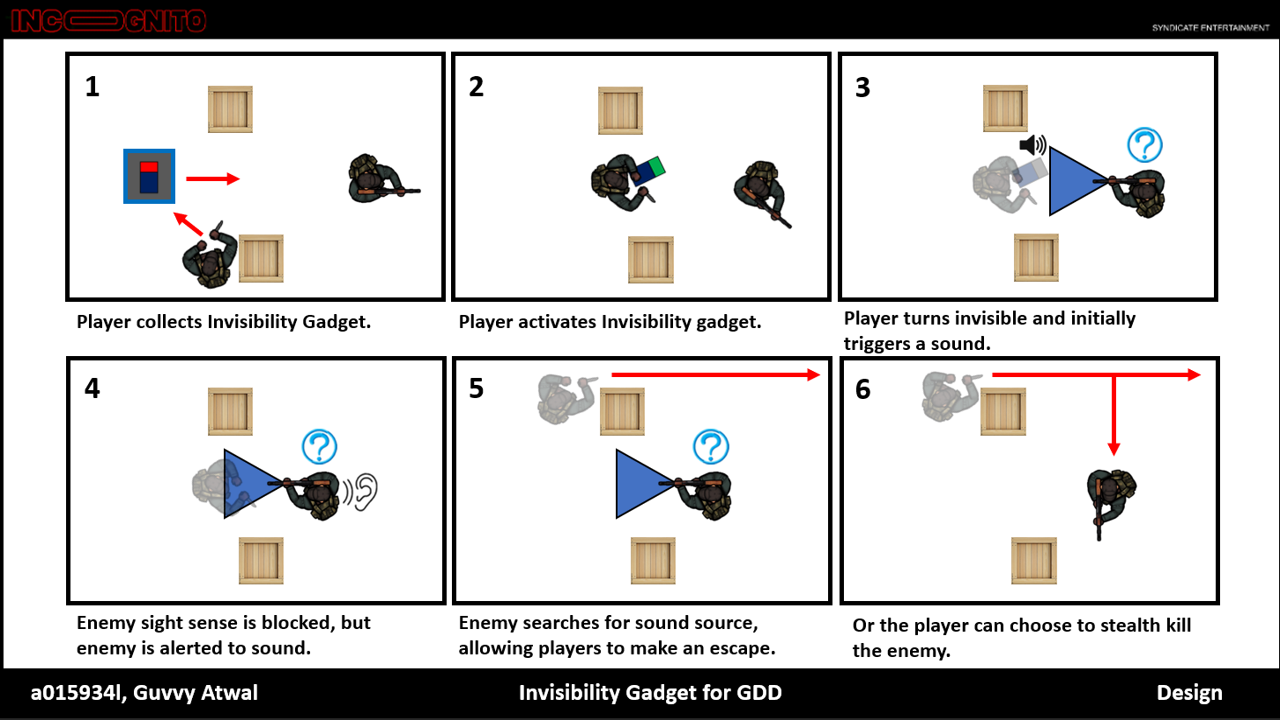 INCOGNITO
SYNDICATE ENTERTAINMENT
1
2
3
Player collects Invisibility Gadget.
Player activates Invisibility gadget.
Player turns invisible and initially
triggers a sound.
4
5
6
Enemy sight sense is blocked, but
enemy is alerted to sound.
Enemy searches for sound source,
allowing players to make an escape.
Or the player can choose to stealth kill
the enemy.
a015934l, Guvvy Atwal
Invisibility Gadget for GDD
Design